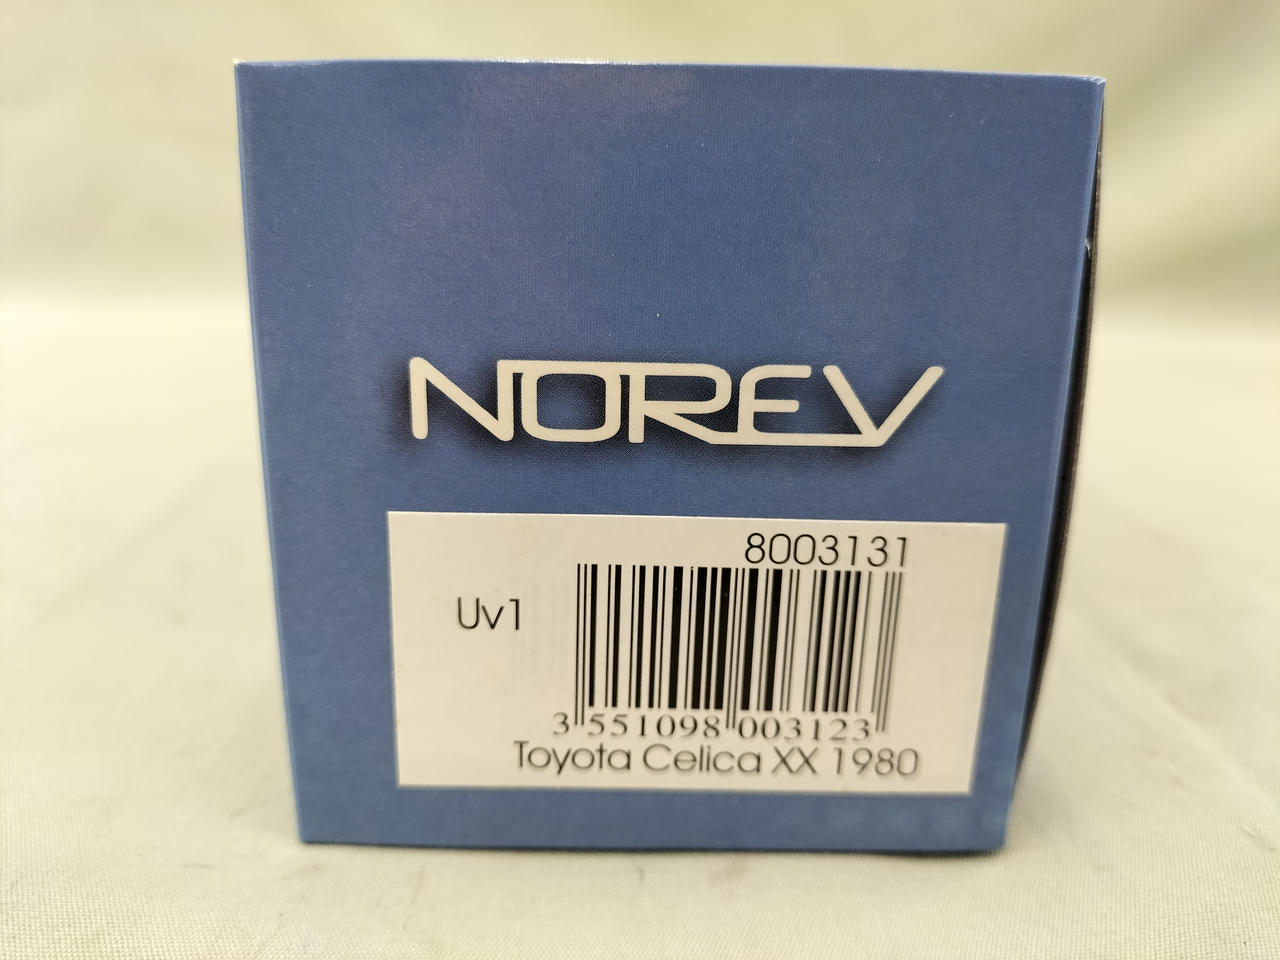 NOREV
8003131
Uv1
3 551098 003123
Toyota Celica XX 1980